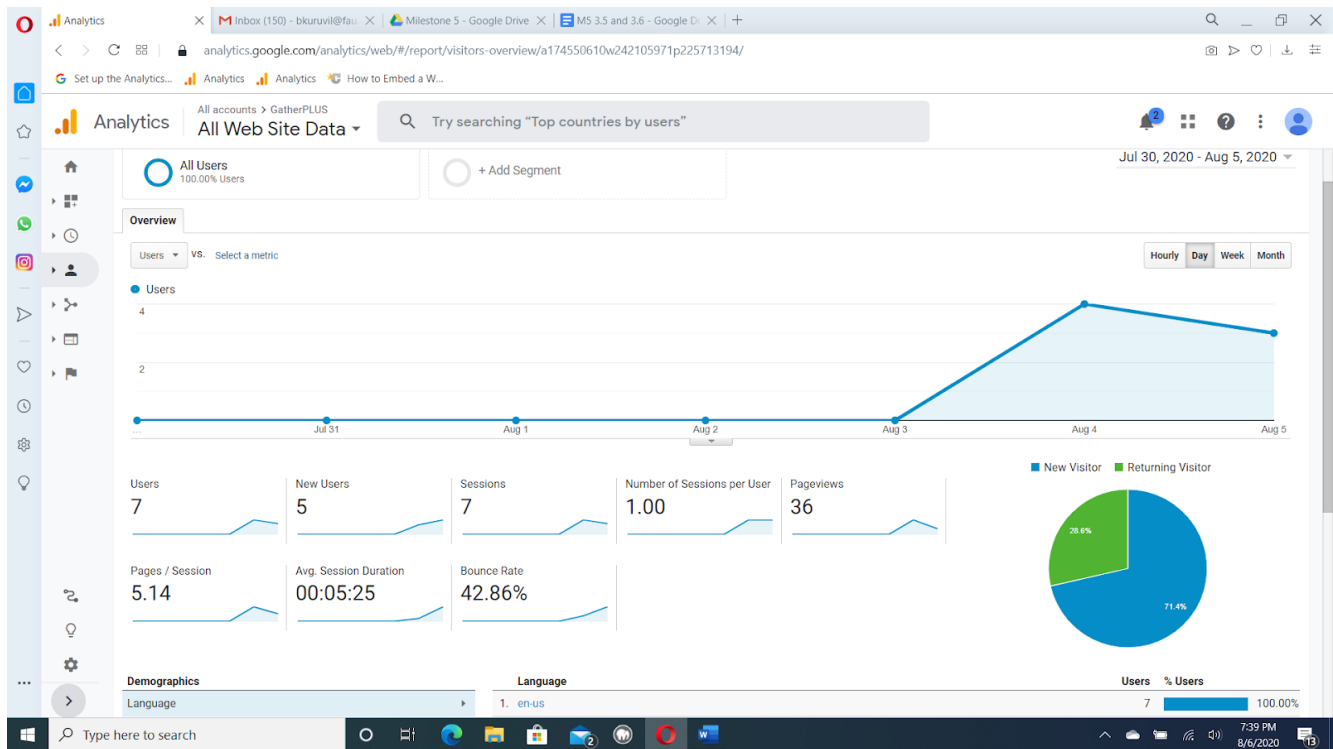 Analytics
Inbox (150) - bkuruvil@fau.
Milestone 5 - Google Drive
M5 3.5 and 3.6 - Google D
analytics.google.com/analytics/web/#/report/visitors-overview/a174550610w242105971p225713194/
Set up the Analytics...
Analytics
Analytics
How to Embed a W...
Analytics
All accounts > GatherPLUS
All Web Site Data
Try searching “Top countries by users”
2
All Users
100.00% Users
+ Add Segment
Jul 30, 2020 - Aug 5, 2020
Overview
Users
VS.
Select a metric
Hourly
Day
Week
Month
Users
4
2
...
Jul 31
Aug 1
Aug 2
Aug 3
Aug 4
Aug 5
New Visitor
Returning Visitor
Users
New Users
Sessions
Number of Sessions per User
Pageviews
7
5
7
1.00
36
28.6%
71.4%
Pages / Session
Avg. Session Duration
Bounce Rate
5.14
00:05:25
42.86%
Demographics
Language
Users
% Users
Language
1. en-us
7
100.00%
Type here to search
2
7:39 PM
8/6/2020
13